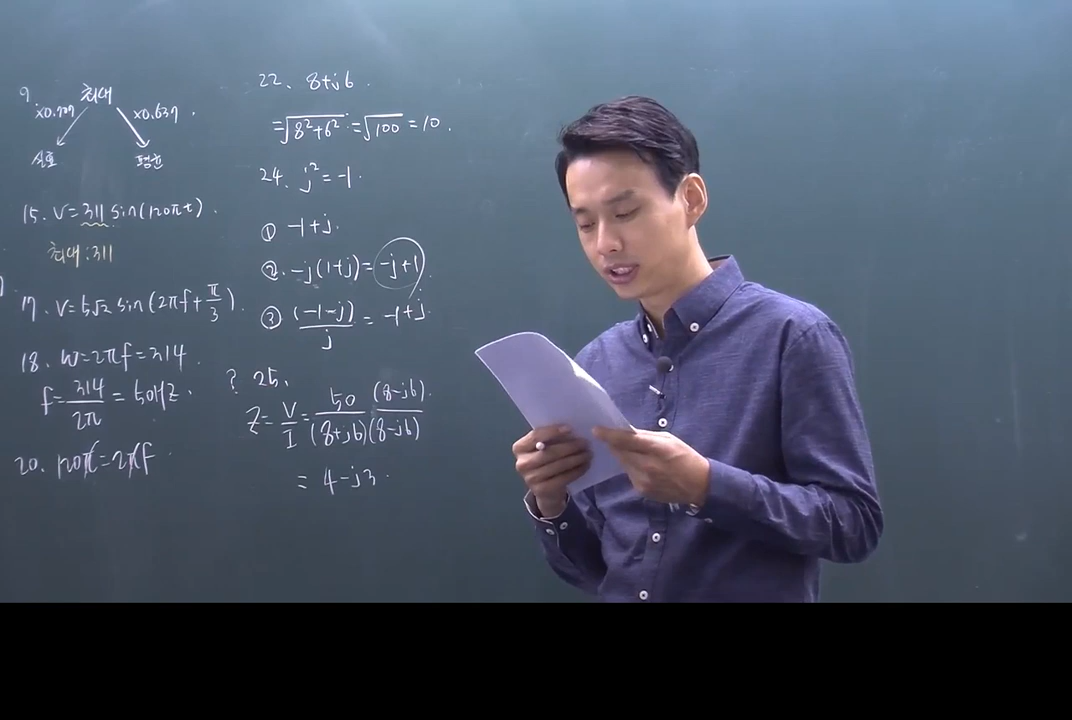 9 최대
×0.707 ×0.637 .
실효 평균
15. V=311 sin(120πt) .
최대 : 311
17. V=5√2 sin(2πf+π/3) .
18. W=2πf=314 .
f=314/2π = 50Hz .
20. 120π=2πf .
22. 8+j6 .
=√8²+6² =√100 =10 .
24. j²=-1 .
① -1+j.
②. -j(1+j)=-j+1) .
③ (-1-j)/j = -1+j .
? 25.
Z=V/I=50(8-j6)/(8+j6)(8-j6) .
= 4-j3 .